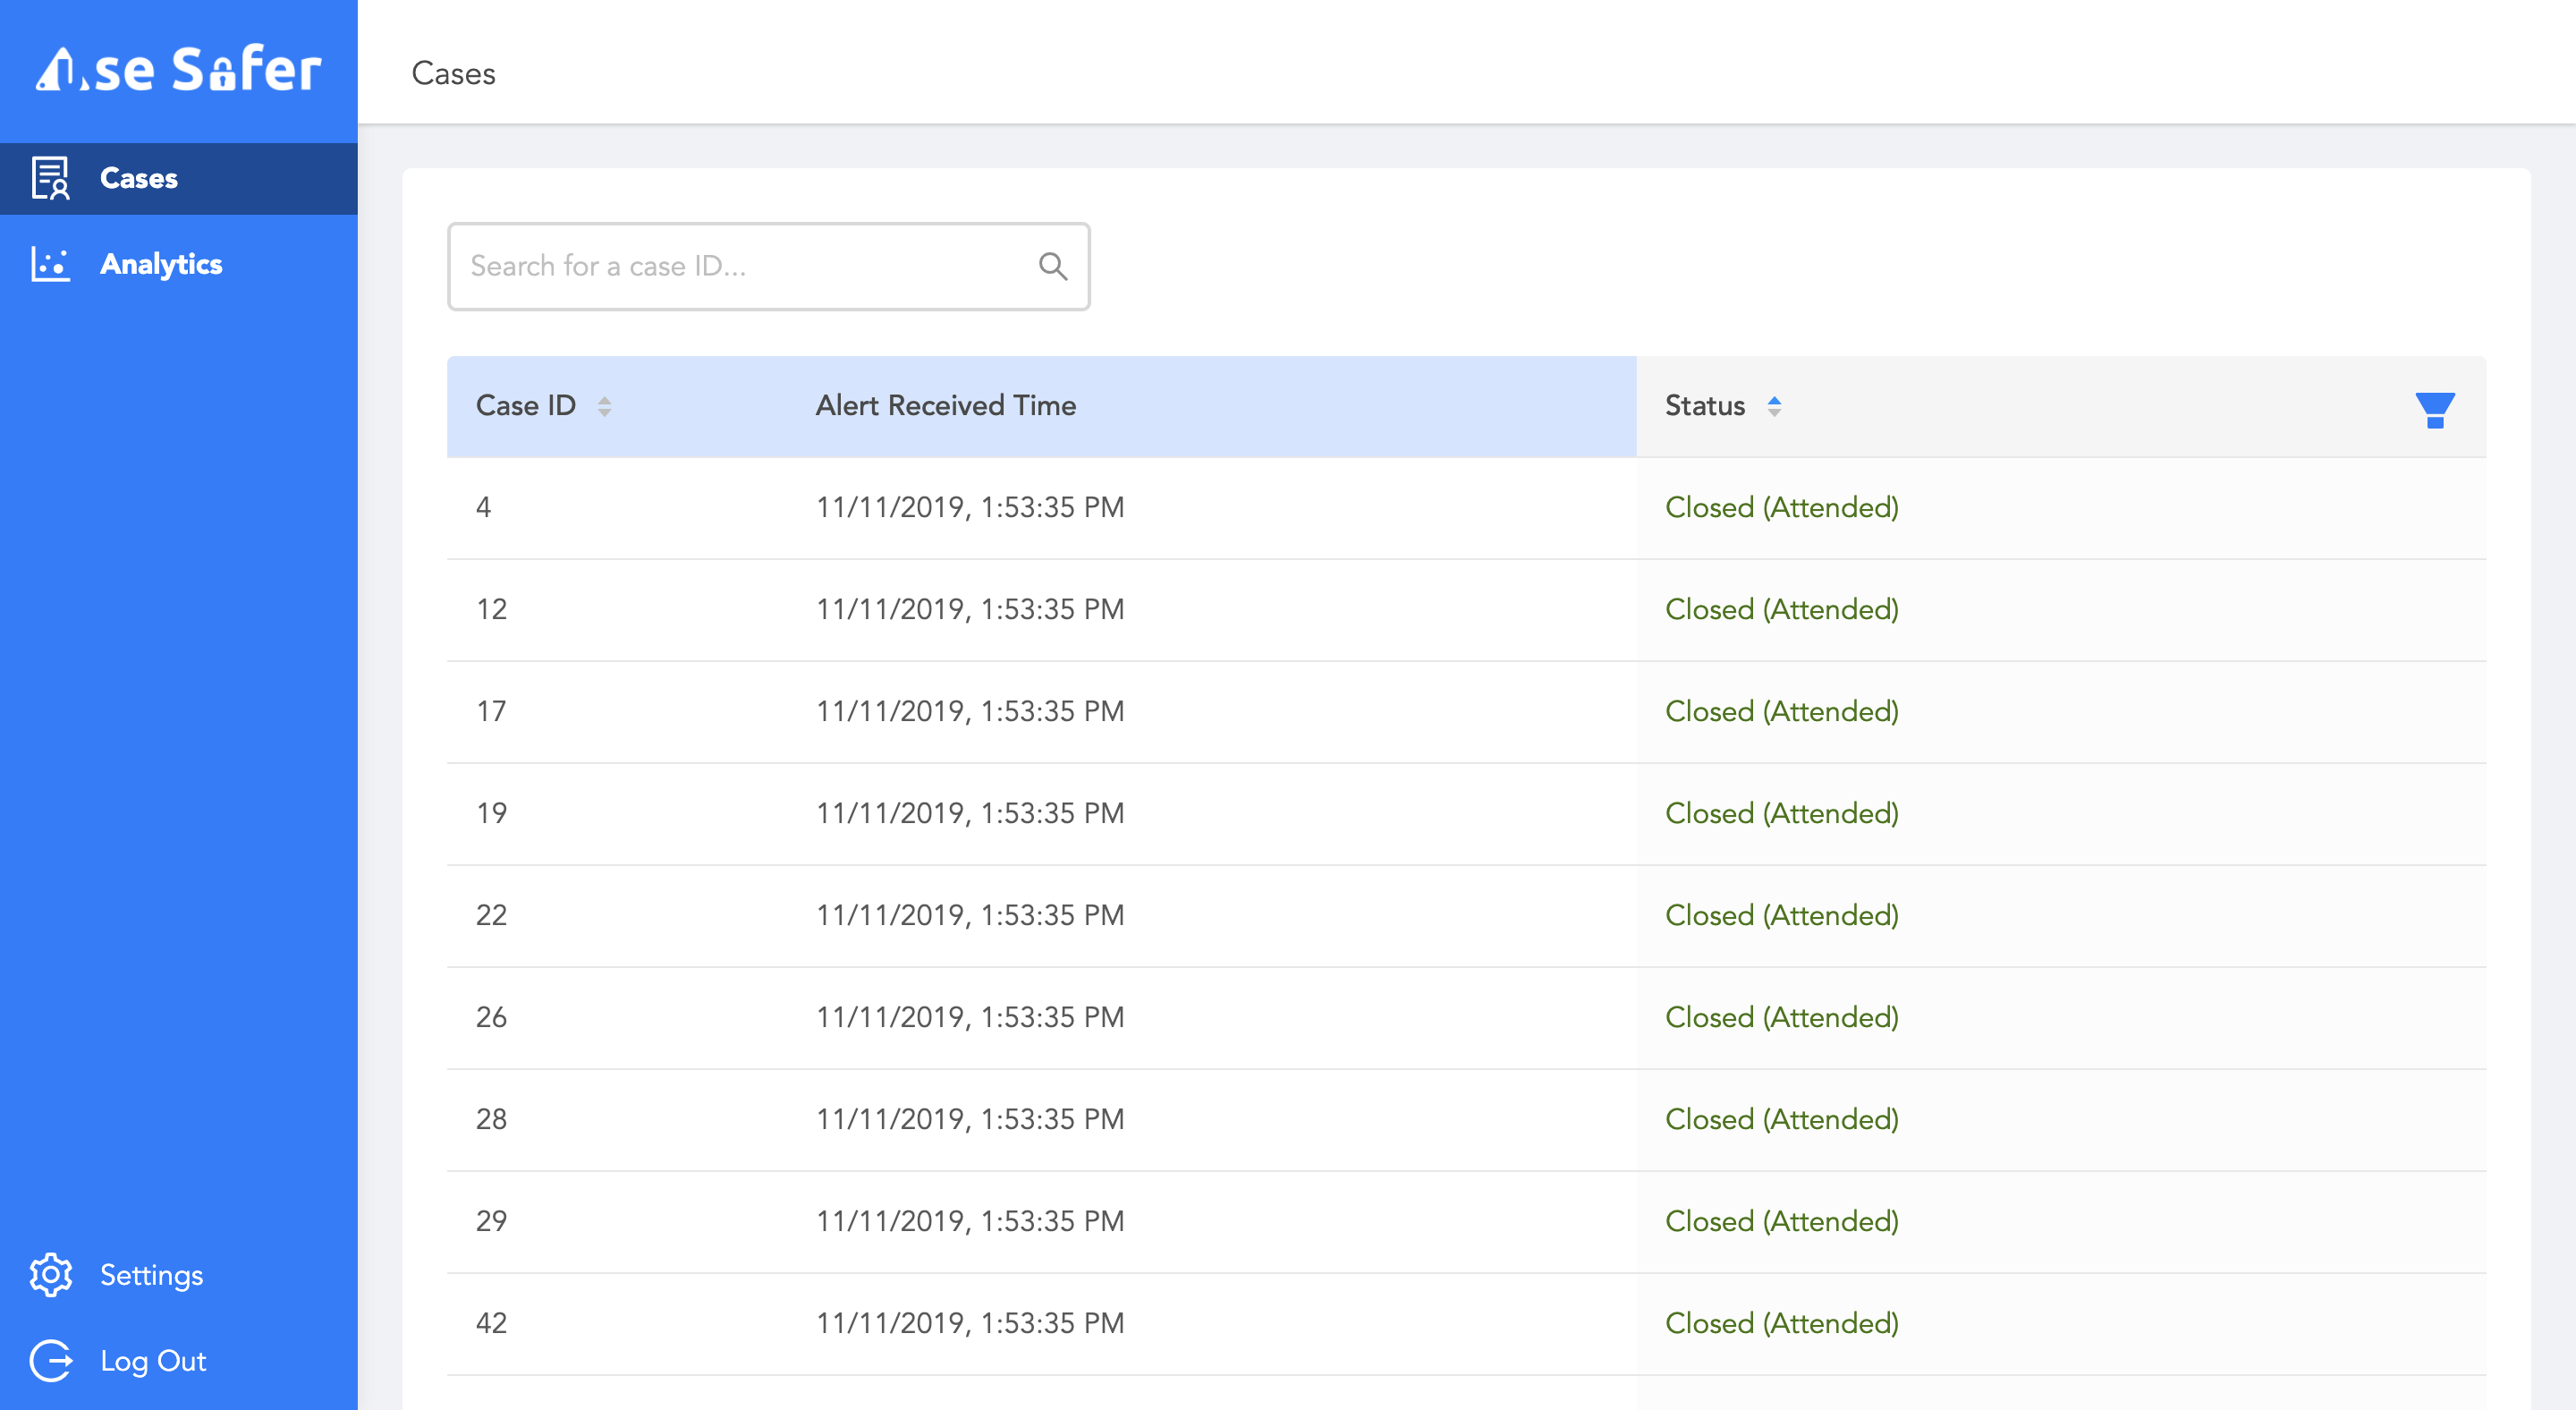 Λ.se Safer
Cases
Cases
Analytics
Search for a case ID...
Case ID Alert Received Time Status
4 11/11/2019, 1:53:35 PM Closed (Attended)
12 11/11/2019, 1:53:35 PM Closed (Attended)
17 11/11/2019, 1:53:35 PM Closed (Attended)
19 11/11/2019, 1:53:35 PM Closed (Attended)
22 11/11/2019, 1:53:35 PM Closed (Attended)
26 11/11/2019, 1:53:35 PM Closed (Attended)
28 11/11/2019, 1:53:35 PM Closed (Attended)
29 11/11/2019, 1:53:35 PM Closed (Attended)
42 11/11/2019, 1:53:35 PM Closed (Attended)
Settings
Log Out